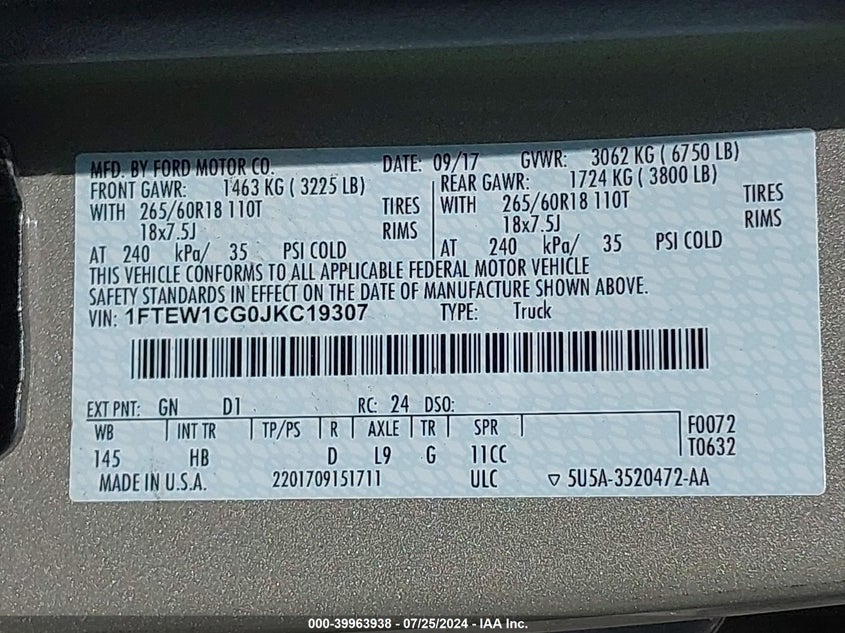 MFD. BY FORD MOTOR CO. DATE: 09/17 GVWR: 3062 KG ( 6750 LB)
FRONT GAWR: 1463 KG ( 3225 LB) REAR GAWR: 1724 KG ( 3800 LB)
WITH 265/60R18 110T TIRES WITH 265/60R18 110T TIRES
18x7.5J RIMS 18x7.5J RIMS
AT 240 kPa/ 35 PSI COLD AT 240 kPa/ 35 PSI COLD
THIS VEHICLE CONFORMS TO ALL APPLICABLE FEDERAL MOTOR VEHICLE
SAFETY STANDARDS IN EFFECT ON THE DATE OF MANUFACTURE SHOWN ABOVE.
VIN: 1FTEW1CG0JKC19307 TYPE: Truck
EXT PNT: GN D1 RC: 24 DSO:
WB INT TR TP/PS R AXLE TR SPR F0072
145 HB D L9 G 11CC T0632
MADE IN U.S.A. 2201709151711 ULC ▽ 5U5A-3520472-AA
000-39963938 - 07/25/2024 - IAA Inc.